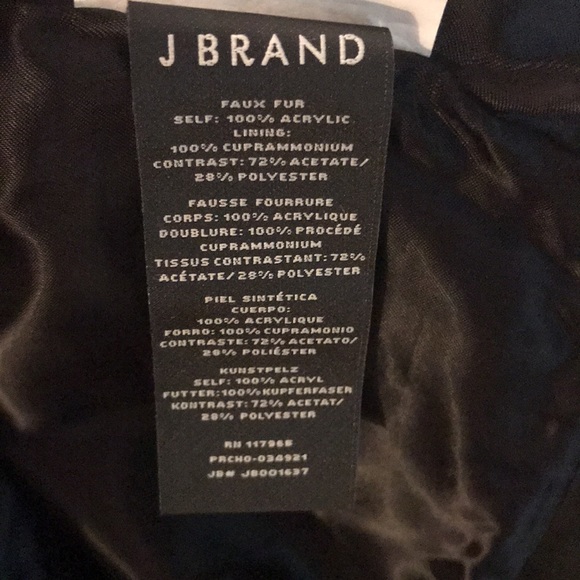 J BRAND
FAUX FUR
SELF: 100% ACRYLIC
LINING:
100% CUPRAMMONIUM
CONTRAST: 72% ACETATE/
28% POLYESTER
FAUSSE FOURRURE
CORPS: 100% ACRYLIQUE
DOUBLURE: 100% PROCÉDÉ
CUPRAMMONIUM
TISSUS CONTRASTANT: 72%
ACÉTATE/28% POLYESTER
PIEL SINTÉTICA
CUERPO:
100% ACRYLIQUE
FORRO: 100% CUPRAMONIO
CONTRASTE: 72% ACETATO/
28% POLIÉSTER
KUNSTPELZ
SELF: 100% ACRYL
FUTTER:100% KUPFERFASER
KONTRAST: 72% ACETAT/
28% POLYESTER
RN 117968
PRCHO-034921
JB# JB001637